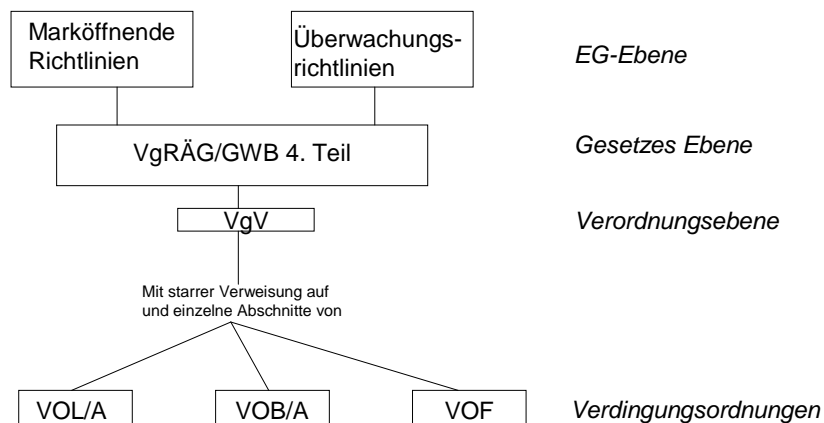 Marköffnende
Richtlinien
Überwachungs-
richtlinien
EG-Ebene
VgRÄG/GWB 4. Teil
Gesetzes Ebene
VgV
Verordnungsebene
Mit starrer Verweisung auf
und einzelne Abschnitte von
VOL/A
VOB/A
VOF
Verdingungsordnungen